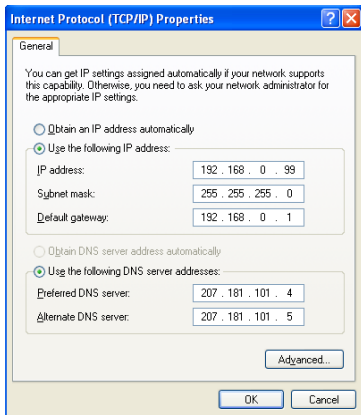 Internet Protocol (TCP/IP) Properties
General
You can get IP settings assigned automatically if your network supports
this capability. Otherwise, you need to ask your network administrator for
the appropriate IP settings.
Obtain an IP address automatically
Use the following IP address:
IP address: 192 . 168 . 0 . 99
Subnet mask: 255 . 255 . 255 . 0
Default gateway: 192 . 168 . 0 . 1
Obtain DNS server address automatically
Use the following DNS server addresses:
Preferred DNS server: 207 . 181 . 101 . 4
Alternate DNS server: 207 . 181 . 101 . 5
Advanced...
OK Cancel